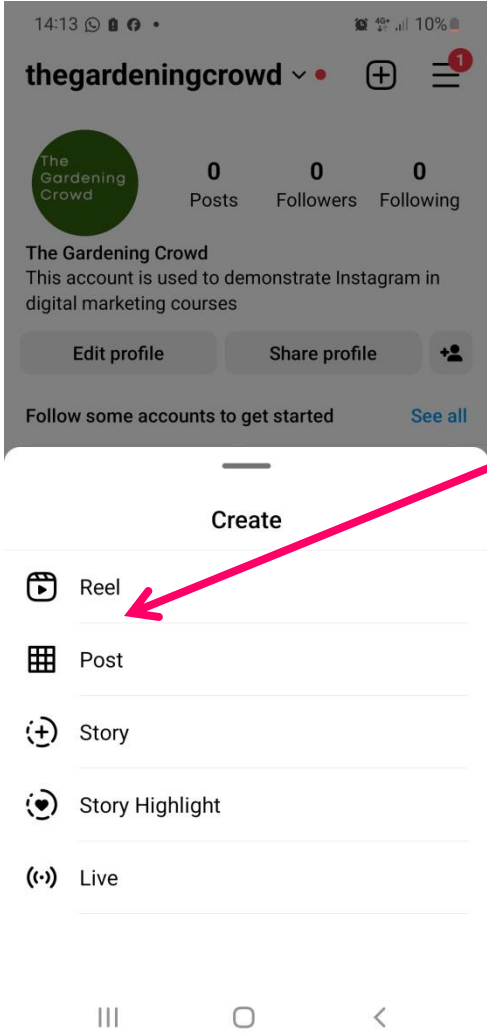 14:13 4G+ 10%
thegardeningcrowd 1
The
Gardening
Crowd
0 0 0
Posts Followers Following
The Gardening Crowd
This account is used to demonstrate Instagram in
digital marketing courses
Edit profile Share profile
Follow some accounts to get started See all
Create
Reel
Post
Story
Story Highlight
Live